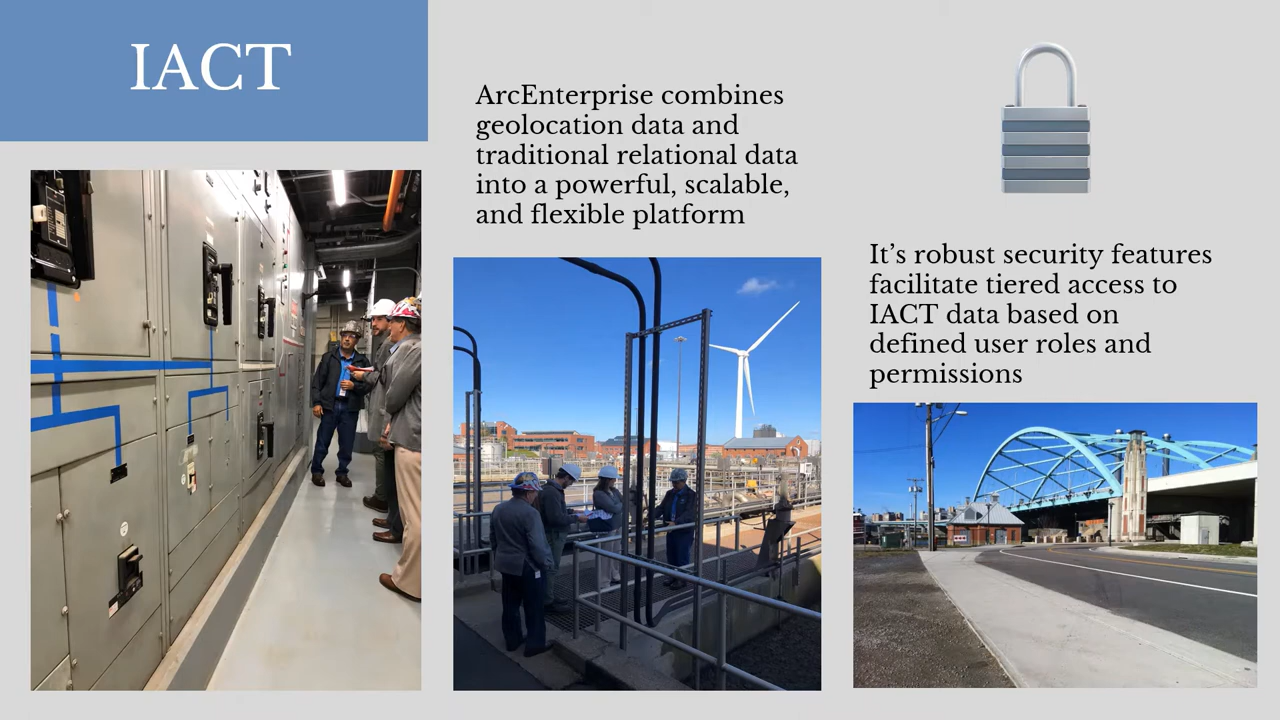 IACT
ArcEnterprise combines
geolocation data and
traditional relational data
into a powerful, scalable,
and flexible platform
It’s robust security features
facilitate tiered access to
IACT data based on
defined user roles and
permissions